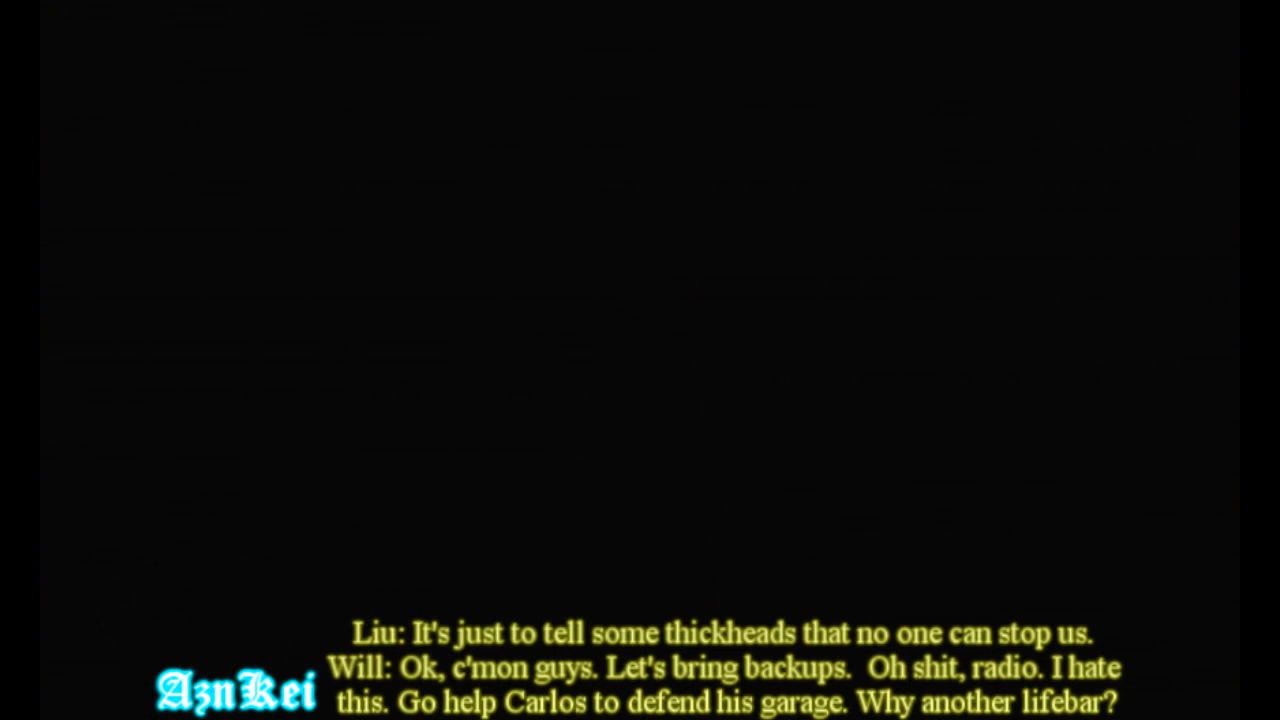 Liu: It's just to tell some thickheads that no one can stop us.
Will: Ok, c'mon guys. Let's bring backups.  Oh shit, radio. I hate
this. Go help Carlos to defend his garage. Why another lifebar?
AznKei